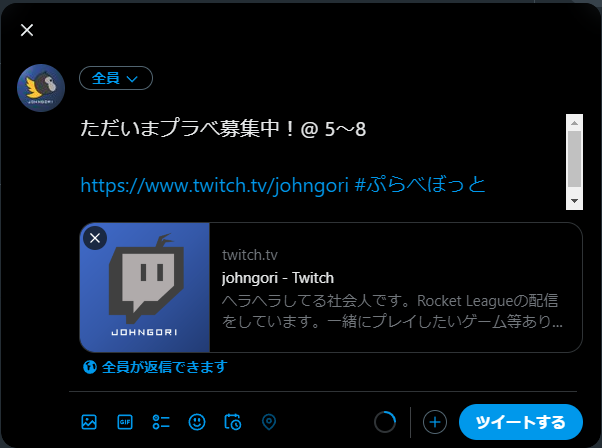 全員
JOHNGORI
ただいまプラベ募集中！@ 5～8
https://www.twitch.tv/johngori #ぷらべぼっと
twitch.tv
johngori - Twitch
ヘラヘラしてる社会人です。Rocket Leagueの配信
をしています。一緒にプレイしたいゲーム等あり...
JOHNGORI
全員が返信できます
GIF
ツイートする